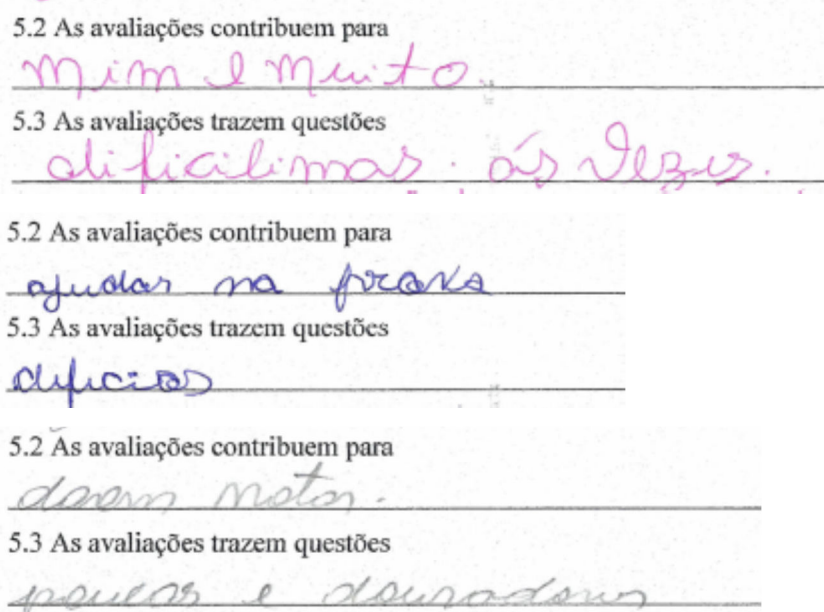 5.2 As avaliações contribuem para
mim e muito.
5.3 As avaliações trazem questões
dificilimas. ás vezes.
5.2 As avaliações contribuem para
ajudar na prova
5.3 As avaliações trazem questões
dificios
5.2 As avaliações contribuem para
darem notas.
5.3 As avaliações trazem questões
poucas e